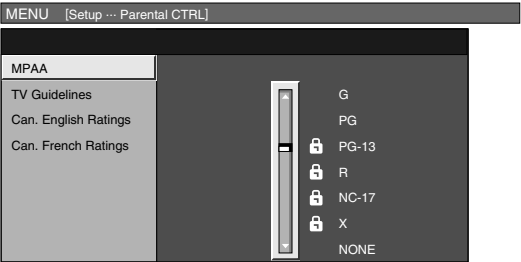 MENU [Setup ··· Parental CTRL]
MPAA
TV Guidelines
Can. English Ratings
Can. French Ratings
G
PG
PG-13
R
NC-17
X
NONE